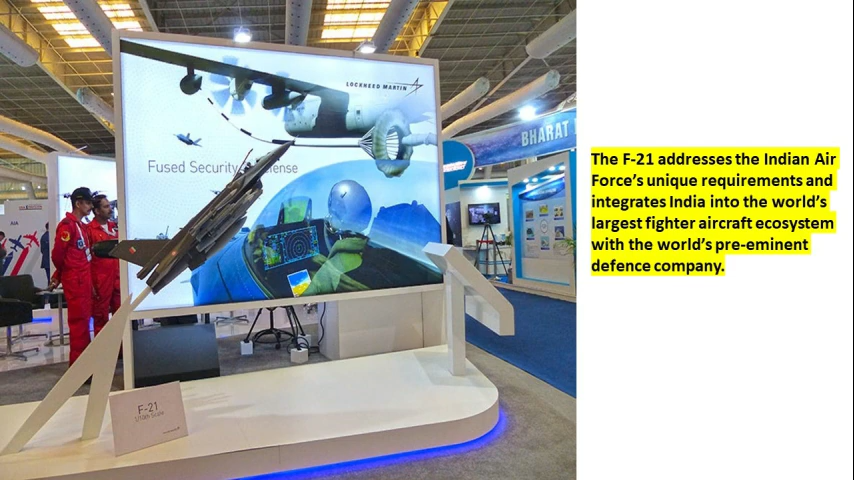 LOCKHEED MARTIN
Fused Security
BHARAT
F-21
The F-21 addresses the Indian Air
Force's unique requirements and
integrates India into the world's
largest fighter aircraft ecosystem
with the world's pre-eminent
defence company.